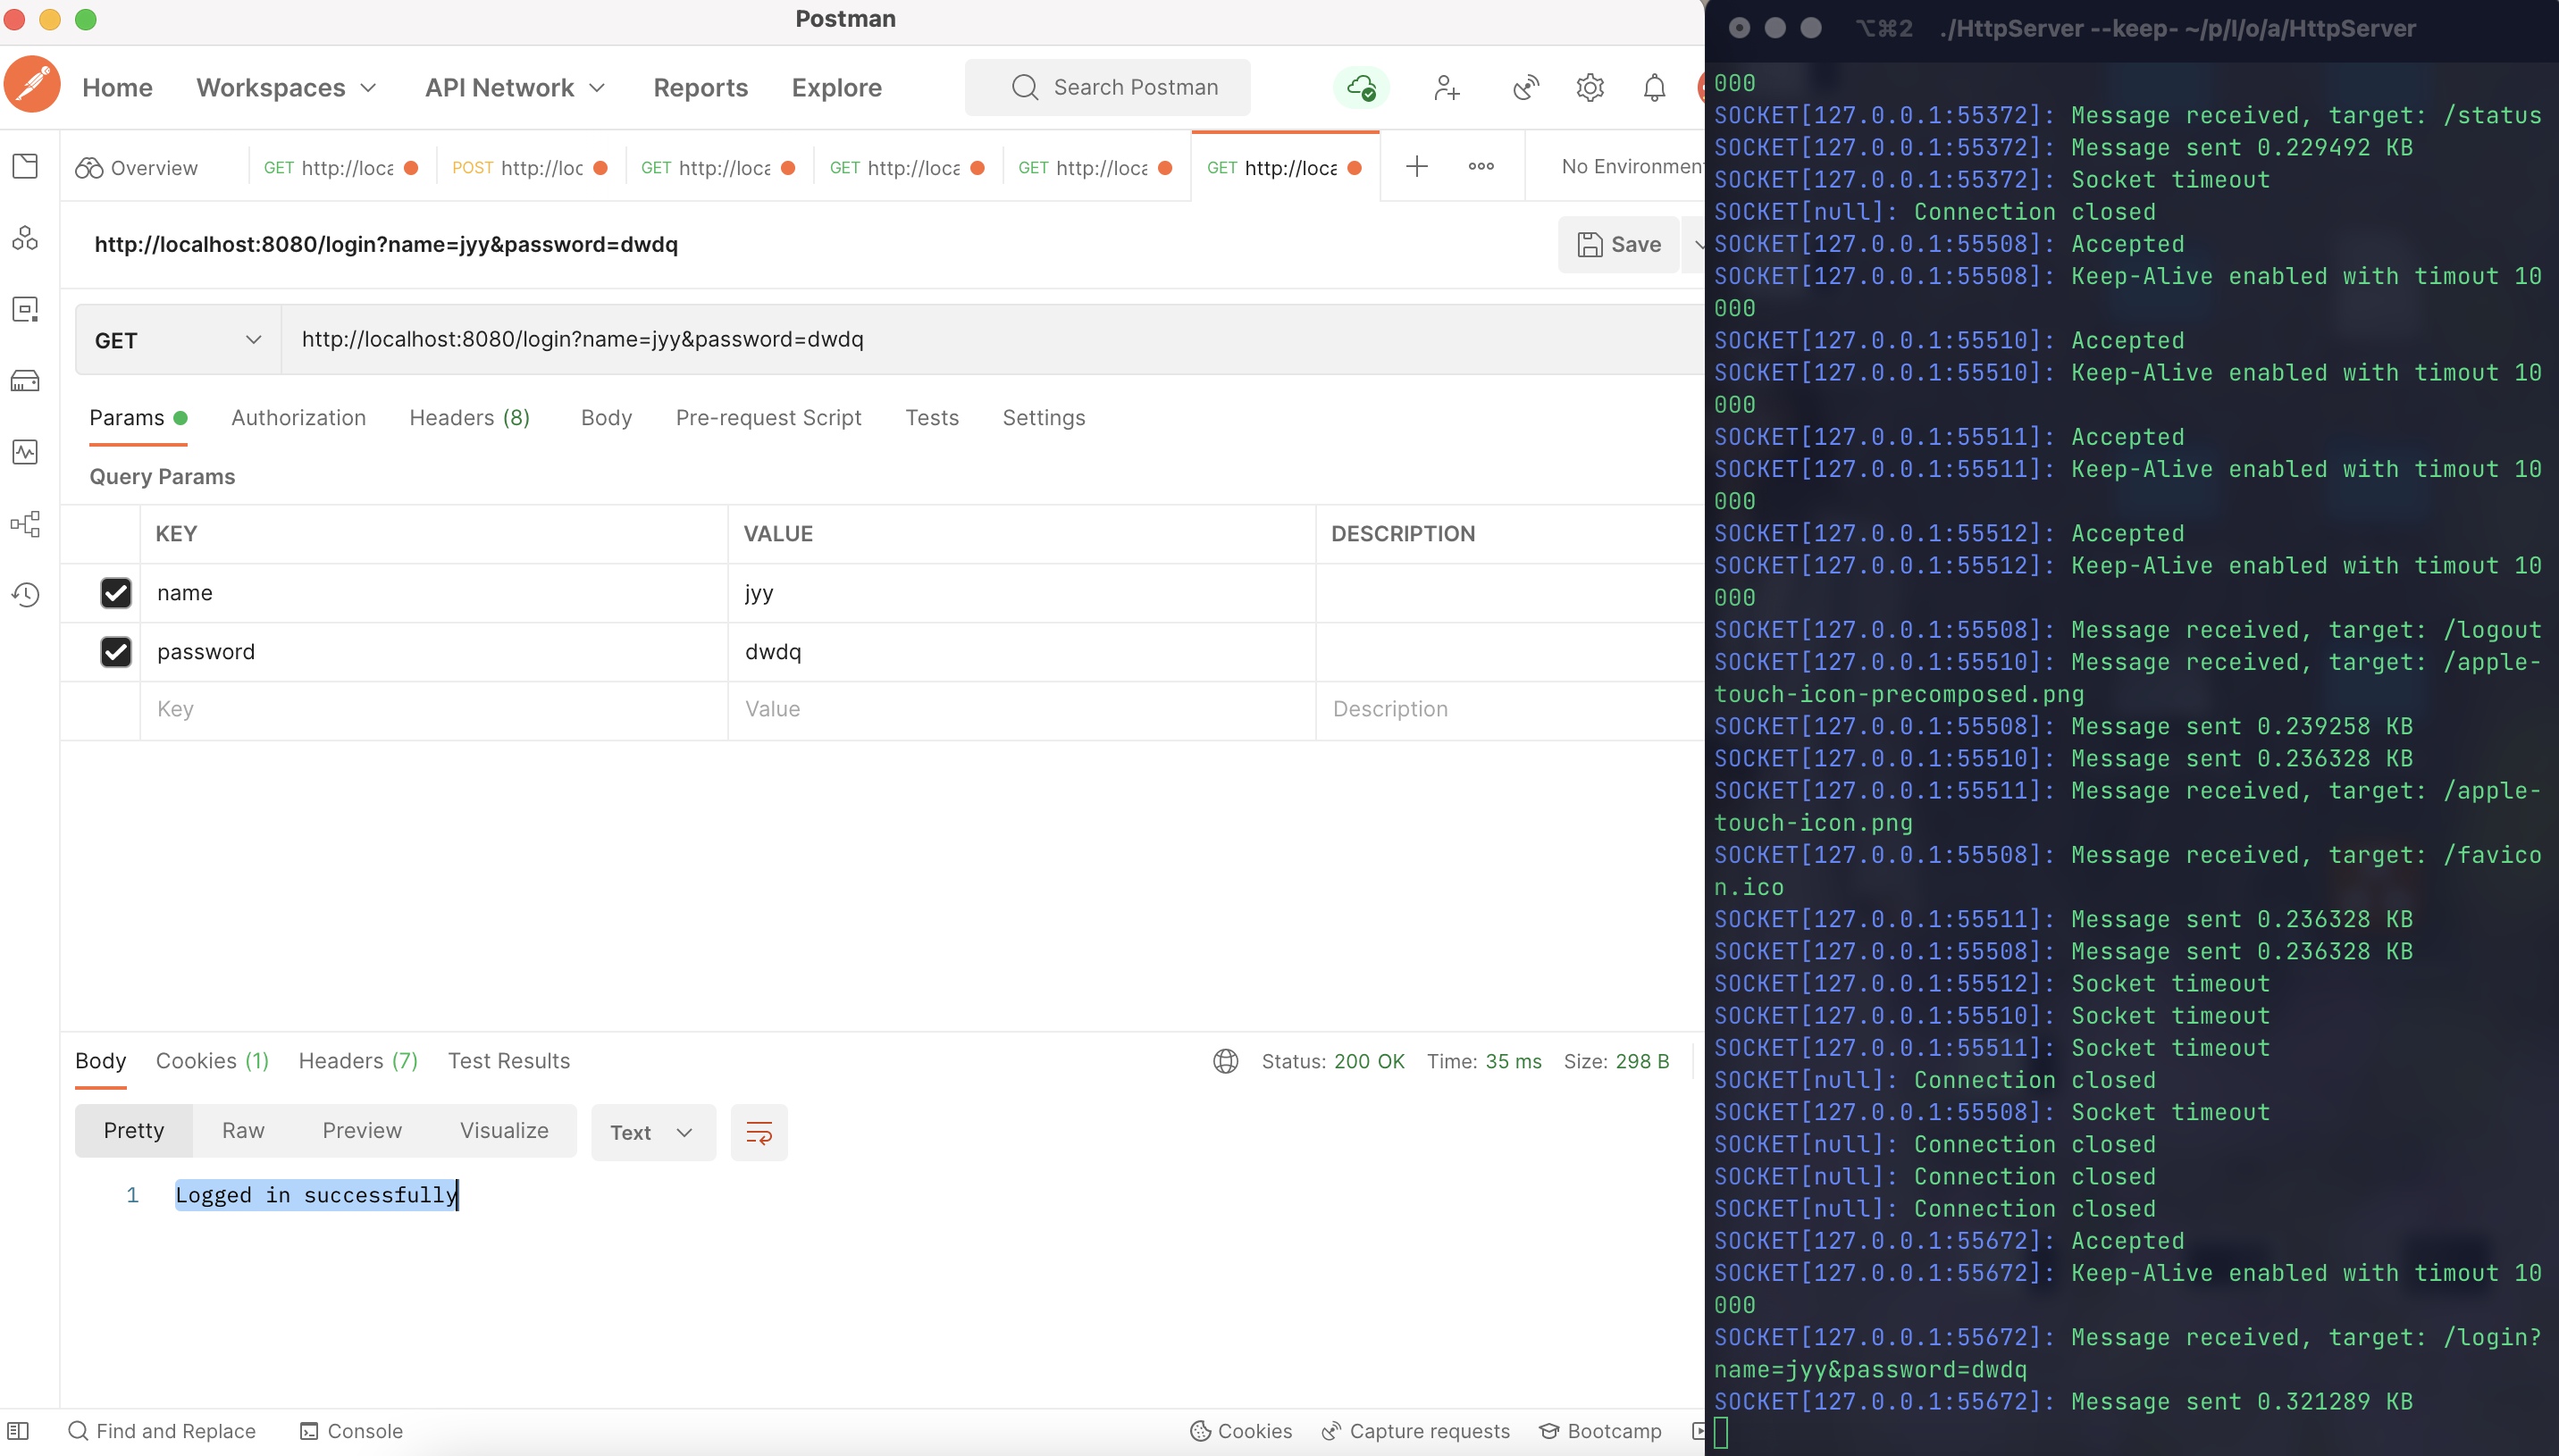 Postman
Home Workspaces API Network Reports Explore Search Postman
Overview GET http://loca POST http://loc GET http://loca GET http://loca GET http://loca GET http://loca No Environment
http://localhost:8080/login?name=jyy&password=dwdq
Save
GET http://localhost:8080/login?name=jyy&password=dwdq
Params Authorization Headers (8) Body Pre-request Script Tests Settings
Query Params
KEY VALUE DESCRIPTION
name jyy
password dwdq
Key Value Description
Body Cookies (1) Headers (7) Test Results Status: 200 OK Time: 35 ms Size: 298 B
Pretty Raw Preview Visualize Text
1 Logged in successfully
Find and Replace Console Cookies Capture requests Bootcamp
⌥⌘2 ./HttpServer --keep- ~/p/l/o/a/HttpServer
000
SOCKET[127.0.0.1:55372]: Message received, target: /status
SOCKET[127.0.0.1:55372]: Message sent 0.229492 KB
SOCKET[127.0.0.1:55372]: Socket timeout
SOCKET[null]: Connection closed
SOCKET[127.0.0.1:55508]: Accepted
SOCKET[127.0.0.1:55508]: Keep-Alive enabled with timout 10
000
SOCKET[127.0.0.1:55510]: Accepted
SOCKET[127.0.0.1:55510]: Keep-Alive enabled with timout 10
000
SOCKET[127.0.0.1:55511]: Accepted
SOCKET[127.0.0.1:55511]: Keep-Alive enabled with timout 10
000
SOCKET[127.0.0.1:55512]: Accepted
SOCKET[127.0.0.1:55512]: Keep-Alive enabled with timout 10
000
SOCKET[127.0.0.1:55508]: Message received, target: /logout
SOCKET[127.0.0.1:55510]: Message received, target: /apple-
touch-icon-precomposed.png
SOCKET[127.0.0.1:55508]: Message sent 0.239258 KB
SOCKET[127.0.0.1:55510]: Message sent 0.236328 KB
SOCKET[127.0.0.1:55511]: Message received, target: /apple-
touch-icon.png
SOCKET[127.0.0.1:55508]: Message received, target: /favico
n.ico
SOCKET[127.0.0.1:55511]: Message sent 0.236328 KB
SOCKET[127.0.0.1:55508]: Message sent 0.236328 KB
SOCKET[127.0.0.1:55512]: Socket timeout
SOCKET[127.0.0.1:55510]: Socket timeout
SOCKET[127.0.0.1:55511]: Socket timeout
SOCKET[null]: Connection closed
SOCKET[127.0.0.1:55508]: Socket timeout
SOCKET[null]: Connection closed
SOCKET[null]: Connection closed
SOCKET[null]: Connection closed
SOCKET[127.0.0.1:55672]: Accepted
SOCKET[127.0.0.1:55672]: Keep-Alive enabled with timout 10
000
SOCKET[127.0.0.1:55672]: Message received, target: /login?
name=jyy&password=dwdq
SOCKET[127.0.0.1:55672]: Message sent 0.321289 KB